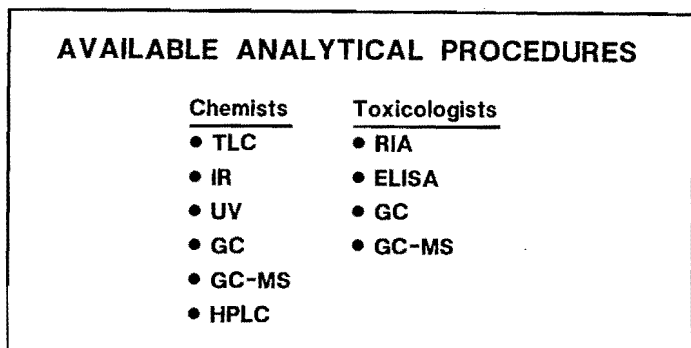 AVAILABLE ANALYTICAL PROCEDURES
Chemists Toxicologists
● TLC ● RIA
● IR ● ELISA
● UV ● GC
● GC ● GC-MS
● GC-MS
● HPLC